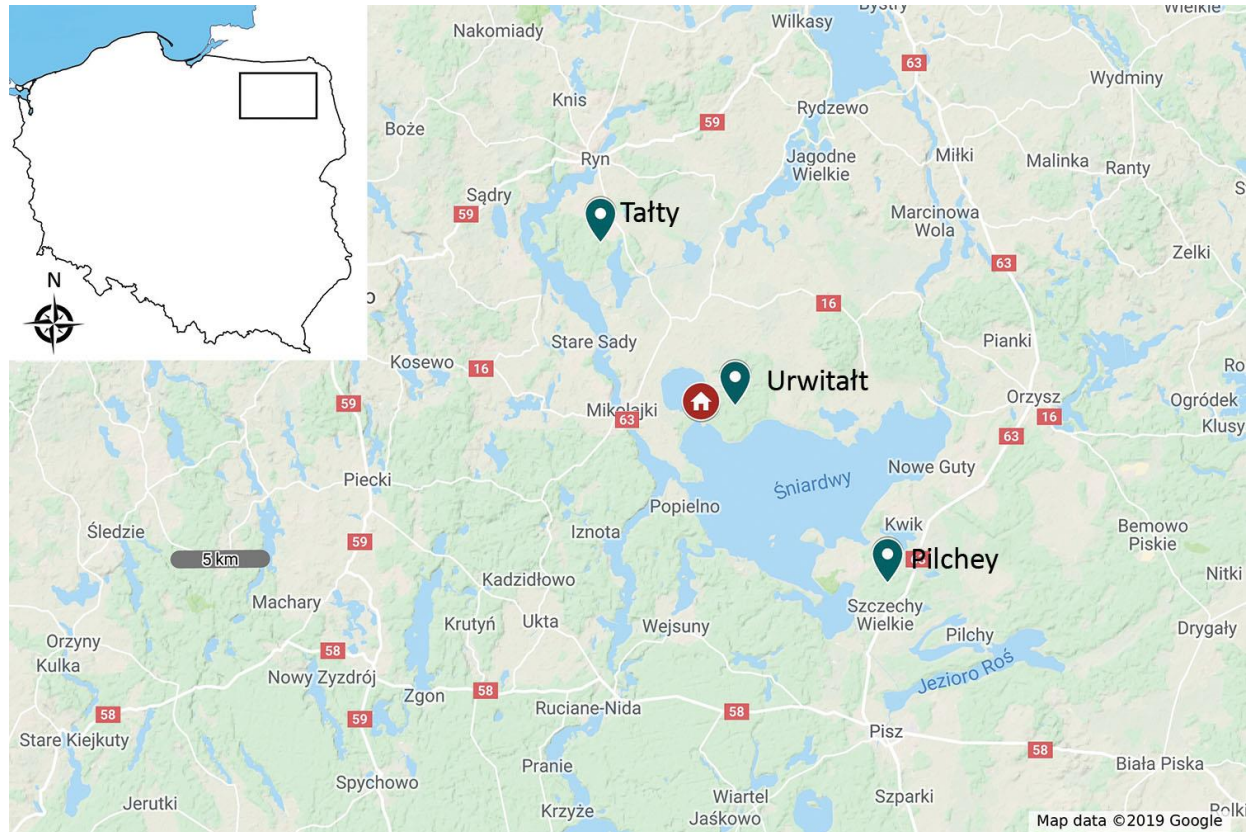 Bystry
Wielkie
Wilkasy
Nakomiady
63
Wydminy
Knis
Rydzewo
59
Boże
Ryn
Jagodne
Wielkie
Miłki
Malinka
Ranty
Sądry
59
Tałty
Marcinowa
Wola
S
Zelki
63
N
o
16
Stare Sady
Pianki
Kosewo
16
Ro
Urwitałt
59
Mikołajki
63
Orzysz
16
Ogródek
Klusy
63
Nowe Guty
Piecki
Śniardwy
Popielno
Śledzie
Iznota
Kwik
Bemowo
Piskie
59
5 km
Pilchey
Nitki
Kadzidłowo
Machary
Szczechy
Wielkie
Krutyń
Ukta
Wejsuny
Pilchy
Drygały
Orzyny
Kulka
58
Jezioro Roś
Nowy Zyzdrój
Zgon
58
Ruciane-Nida
58
58
59
Stare Kiejkuty
Pisz
58
Biała Piska
Pranie
Spychowo
Jerutki
Krzyże
Wiartel
Jaśkowo
Szparki
Polki
Map data ©2019 Google